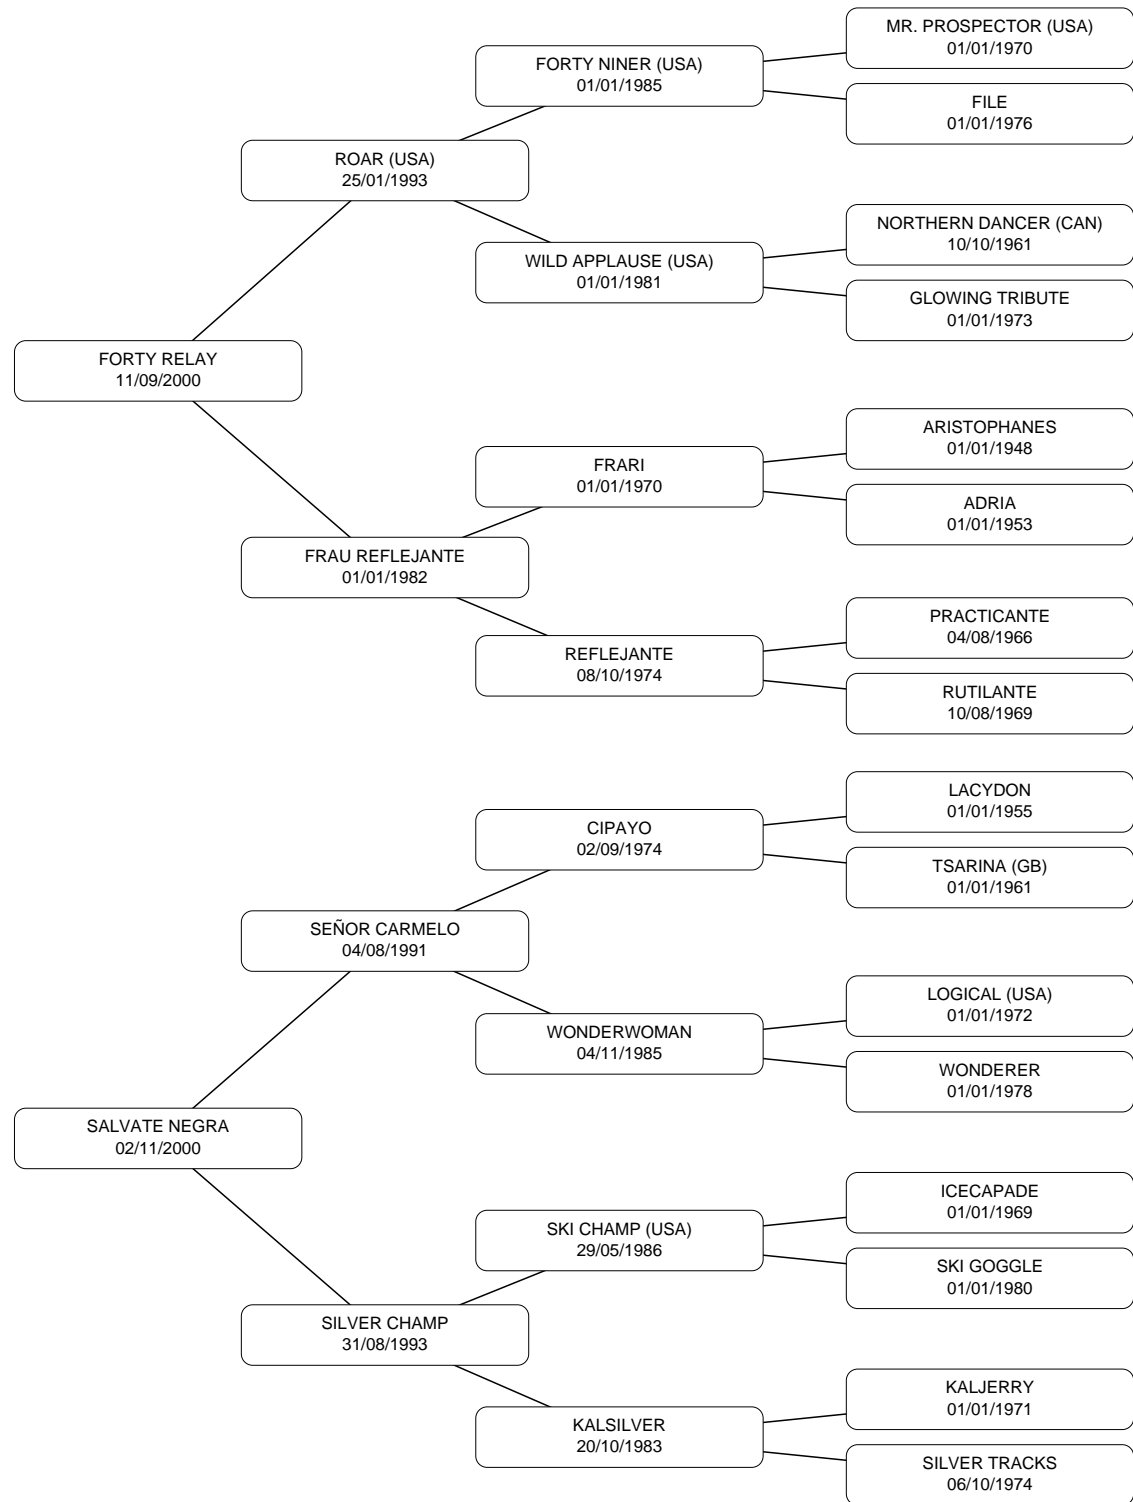 MR. PROSPECTOR (USA)
01/01/1970
FORTY NINER (USA)
01/01/1985
FILE
01/01/1976
ROAR (USA)
25/01/1993
NORTHERN DANCER (CAN)
10/10/1961
WILD APPLAUSE (USA)
01/01/1981
GLOWING TRIBUTE
01/01/1973
FORTY RELAY
11/09/2000
ARISTOPHANES
01/01/1948
FRARI
01/01/1970
ADRIA
01/01/1953
FRAU REFLEJANTE
01/01/1982
PRACTICANTE
04/08/1966
REFLEJANTE
08/10/1974
RUTILANTE
10/08/1969
LACYDON
01/01/1955
CIPAYO
02/09/1974
TSARINA (GB)
01/01/1961
SEÑOR CARMELO
04/08/1991
LOGICAL (USA)
01/01/1972
WONDERWOMAN
04/11/1985
WONDERER
01/01/1978
SALVATE NEGRA
02/11/2000
ICECAPADE
01/01/1969
SKI CHAMP (USA)
29/05/1986
SKI GOGGLE
01/01/1980
SILVER CHAMP
31/08/1993
KALJERRY
01/01/1971
KALSILVER
20/10/1983
SILVER TRACKS
06/10/1974